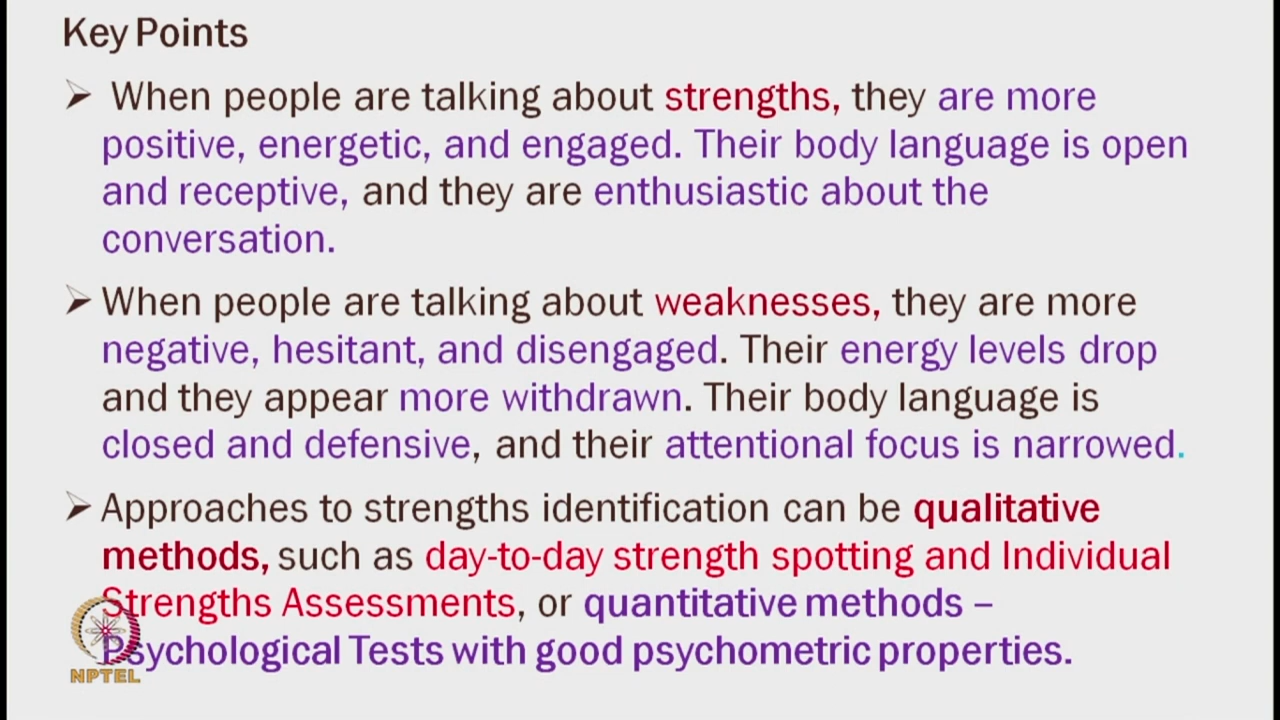 Key Points
➢ When people are talking about strengths, they are more
positive, energetic, and engaged. Their body language is open
and receptive, and they are enthusiastic about the
conversation.
➢ When people are talking about weaknesses, they are more
negative, hesitant, and disengaged. Their energy levels drop
and they appear more withdrawn. Their body language is
closed and defensive, and their attentional focus is narrowed.
➢ Approaches to strengths identification can be qualitative
methods, such as day-to-day strength spotting and Individual
Strengths Assessments, or quantitative methods –
Psychological Tests with good psychometric properties.
NPTEL